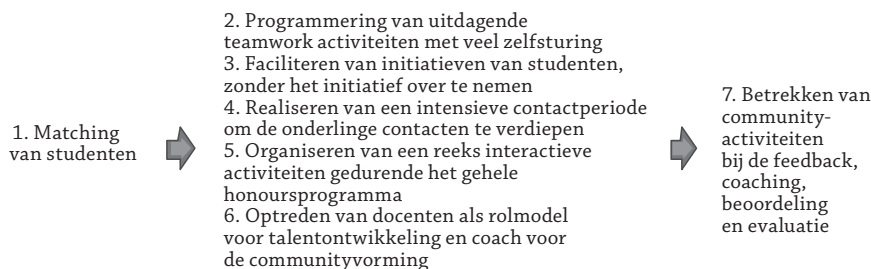 1. Matching
van studenten
2. Programmering van uitdagende
teamwork activiteiten met veel zelfsturing
3. Faciliteren van initiatieven van studenten,
zonder het initiatief over te nemen
4. Realiseren van een intensieve contactperiode
om de onderlinge contacten te verdiepen
5. Organiseren van een reeks interactieve
activiteiten gedurende het gehele
honoursprogramma
6. Optreden van docenten als rolmodel
voor talentontwikkeling en coach voor
de communityvorming
7. Betrekken van
community-
activiteiten
bij de feedback,
coaching,
beoordeling
en evaluatie